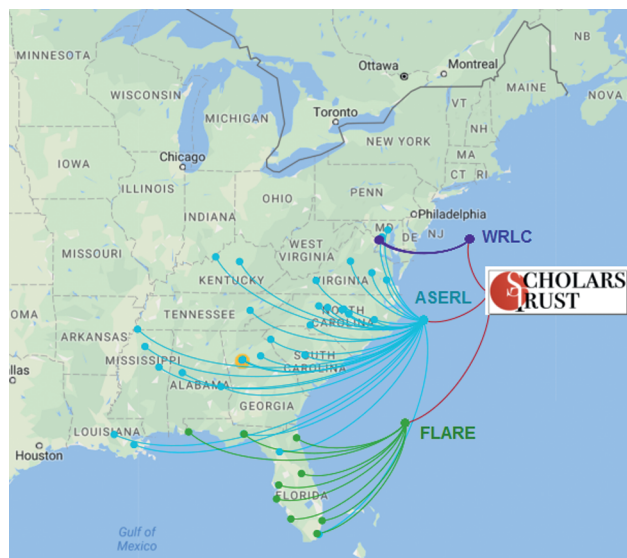 NB
Ottawa
Montreal
MINNESOTA
MAINE
VT
NOVA
WISCONSIN
MICHIGAN
Toronto
NH
NEW YORK
MA
Chicago
CT RI
IOWA
PENN
ILLINOIS
OHIO
INDIANA
Philadelphia
MD
DE NJ
WRLC
WEST
VIRGINIA
MISSOURI
KENTUCKY
VIRGINIA
SCHOLARS
TRUST
ASERL
TENNESSEE
NORTH
CAROLINA
OMA
ARKANSAS
MISSISSIPPI
SOUTH
CAROLINA
llas
ALABAMA
GEORGIA
LOUISIANA
FLARE
Houston
FLORIDA
Gulf of
Mexico